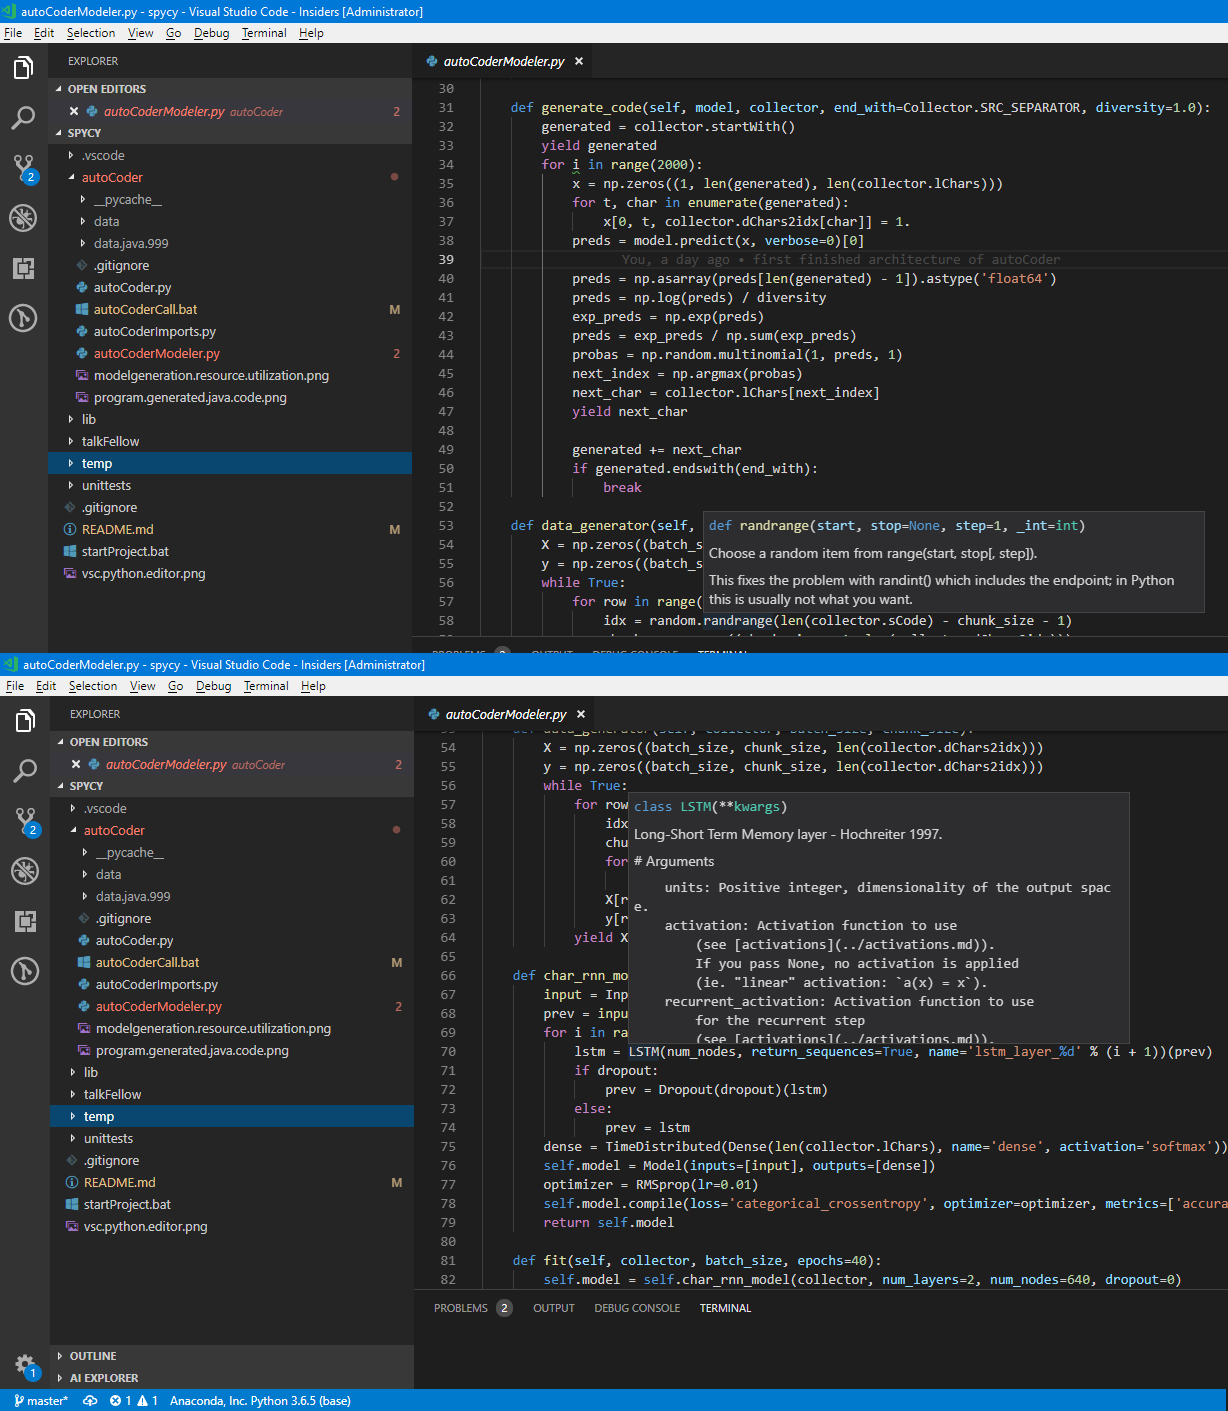 autoCoderModeler.py - spycy - Visual Studio Code - Insiders [Administrator]
File Edit Selection View Go Debug Terminal Help
EXPLORER
OPEN EDITORS
autoCoderModeler.py autoCoder 2
SPYCY
.vscode
autoCoder
__pycache__
data
data.java.999
.gitignore
autoCoder.py
autoCoderCall.bat M
autoCoderImports.py
autoCoderModeler.py 2
modelgeneration.resource.utilization.png
program.generated.java.code.png
lib
talkFellow
temp
unittests
.gitignore
README.md M
startProject.bat
vsc.python.editor.png
2
autoCoderModeler.py
30
31 def generate_code(self, model, collector, end_with=Collector.SRC_SEPARATOR, diversity=1.0):
32 generated = collector.startWith()
33 yield generated
34 for i in range(2000):
35 x = np.zeros((1, len(generated), len(collector.lChars)))
36 for t, char in enumerate(generated):
37 x[0, t, collector.dChars2idx[char]] = 1.
38 preds = model.predict(x, verbose=0)[0]
39 You, a day ago • first finished architecture of autoCoder
40 preds = np.asarray(preds[len(generated) - 1]).astype('float64')
41 preds = np.log(preds) / diversity
42 exp_preds = np.exp(preds)
43 preds = exp_preds / np.sum(exp_preds)
44 probas = np.random.multinomial(1, preds, 1)
45 next_index = np.argmax(probas)
46 next_char = collector.lChars[next_index]
47 yield next_char
48
49 generated += next_char
50 if generated.endswith(end_with):
51 break
52
53 def data_generator(self,
54 X = np.zeros((batch_s
55 y = np.zeros((batch_s
56 while True:
57 for row in range(
58 idx = random.randrange(len(collector.sCode) - chunk_size - 1)
def randrange(start, stop=None, step=1, _int=int)
Choose a random item from range(start, stop[, step]).
This fixes the problem with randint() which includes the endpoint; in Python
this is usually not what you want.
autoCoderModeler.py - spycy - Visual Studio Code - Insiders [Administrator]
File Edit Selection View Go Debug Terminal Help
EXPLORER
OPEN EDITORS
autoCoderModeler.py autoCoder 2
SPYCY
.vscode
autoCoder
__pycache__
data
data.java.999
.gitignore
autoCoder.py
autoCoderCall.bat M
autoCoderImports.py
autoCoderModeler.py 2
modelgeneration.resource.utilization.png
program.generated.java.code.png
lib
talkFellow
temp
unittests
.gitignore
README.md M
startProject.bat
vsc.python.editor.png
OUTLINE
AI EXPLORER
2
1
autoCoderModeler.py
54 X = np.zeros((batch_size, chunk_size, len(collector.dChars2idx)))
55 y = np.zeros((batch_size, chunk_size, len(collector.dChars2idx)))
56 while True:
57 for row
58 idx
59 chu
60 for
61
62 X[r
63 y[r
64 yield X
65
66 def char_rnn_mo
67 input = Inp
68 prev = inpu
69 for i in ra
70 lstm = LSTM(num_nodes, return_sequences=True, name='lstm_layer_%d' % (i + 1))(prev)
71 if dropout:
72 prev = Dropout(dropout)(lstm)
73 else:
74 prev = lstm
75 dense = TimeDistributed(Dense(len(collector.lChars), name='dense', activation='softmax'))
76 self.model = Model(inputs=[input], outputs=[dense])
77 optimizer = RMSprop(lr=0.01)
78 self.model.compile(loss='categorical_crossentropy', optimizer=optimizer, metrics=['accura
79 return self.model
80
81 def fit(self, collector, batch_size, epochs=40):
82 self.model = self.char_rnn_model(collector, num_layers=2, num_nodes=640, dropout=0)
class LSTM(**kwargs)
Long-Short Term Memory layer - Hochreiter 1997.
# Arguments
units: Positive integer, dimensionality of the output spac
e.
activation: Activation function to use
(see [activations](../activations.md)).
If you pass None, no activation is applied
(ie. "linear" activation: `a(x) = x`).
recurrent_activation: Activation function to use
for the recurrent step
(see [activations](../activations.md)).
PROBLEMS 2 OUTPUT DEBUG CONSOLE TERMINAL
master* 1 1 Anaconda, Inc. Python 3.6.5 (base)